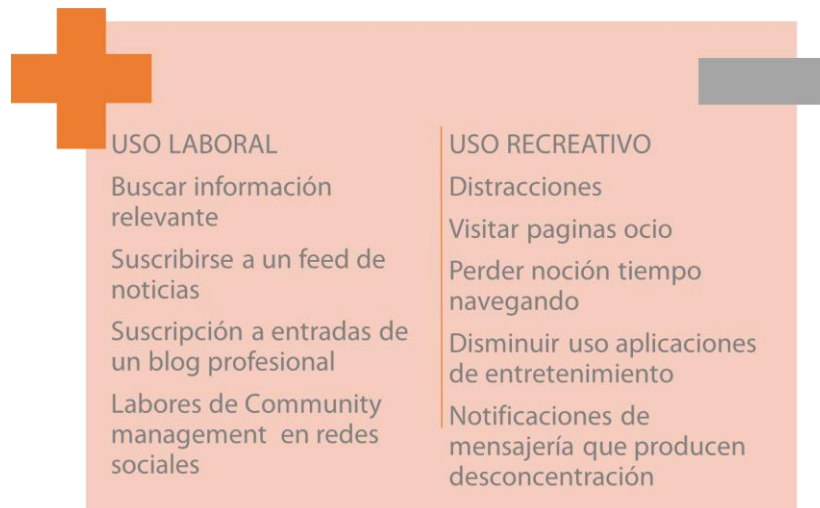 USO LABORAL
Buscar información
relevante
Suscribirse a un feed de
noticias
Suscripción a entradas de
un blog profesional
Labores de Community
management en redes
sociales
USO RECREATIVO
Distracciones
Visitar paginas ocio
Perder noción tiempo
navegando
Disminuir uso aplicaciones
de entretenimiento
Notificaciones de
mensajería que producen
desconcentración